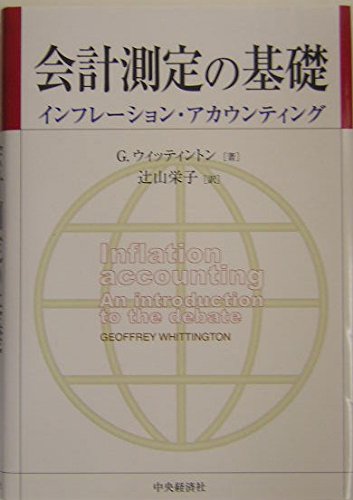 会計測定の基礎
インフレーション・アカウンティング
G.ウィッティントン[著]
辻山栄子[訳]
Inflation
accounting
An introduction
to the debate
GEOFFREY WHITTINGTON
中央経済社